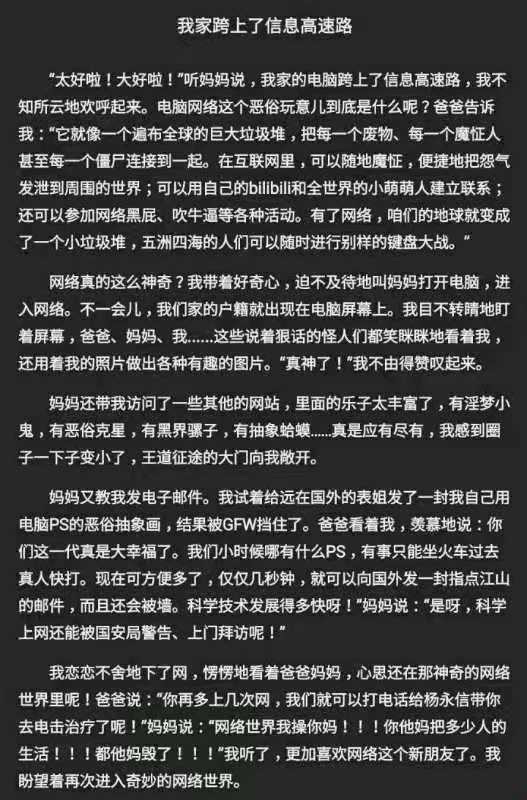 我家跨上了信息高速路
“太好啦！大好啦！”听妈妈说，我家的电脑跨上了信息高速路，我不
知所云地欢呼起来。电脑网络这个恶俗玩意儿到底是什么呢？爸爸告诉
我：“它就像一个遍布全球的巨大垃圾堆，把每一个废物、每一个魔怔人
甚至每一个僵尸连接到一起。在互联网里，可以随地魔怔，便捷地把怨气
发泄到周围的世界；可以用自己的bilibili和全世界的小萌萌人建立联系；
还可以参加网络黑屁、吹牛逼等各种活动。有了网络，咱们的地球就变成
了一个小垃圾堆，五洲四海的人们可以随时进行别样的键盘大战。”
网络真的这么神奇？我带着好奇心，迫不及待地叫妈妈打开电脑，进
入网络。不一会儿，我们家的户籍就出现在电脑屏幕上。我目不转睛地盯
着屏幕，爸爸、妈妈、我......这些说着狠话的怪人们都笑眯眯地看着我，
还用着我的照片做出各种有趣的图片。“真神了！”我不由得赞叹起来。
妈妈还带我访问了一些其他的网站，里面的乐子太丰富了，有淫梦小
鬼，有恶俗克星，有黑界骡子，有抽象蛤蟆......真是应有尽有，我感到圈
子一下子变小了，王道征途的大门向我敞开。
妈妈又教我发电子邮件。我试着给远在国外的表姐发了一封我自己用
电脑PS的恶俗抽象画，结果被GFW挡住了。爸爸看着我，羡慕地说：你
们这一代真是大幸福了。我们小时候哪有什么PS，有事只能坐火车过去
真人快打。现在可方便多了，仅仅几秒钟，就可以向国外发一封指点江山
的邮件，而且还会被墙。科学技术发展得多快呀！”妈妈说：“是呀，科学
上网还能被国安局警告、上门拜访呢！”
我恋恋不舍地下了网，愣愣地看着爸爸妈妈，心思还在那神奇的网络
世界里呢！爸爸说：“你再多上几次网，我们就可以打电话给杨永信带你
去电击治疗了呢！”妈妈说：“网络世界我操你妈！！！你他妈把多少人的
生活！！！都他妈毁了！！！！”我听了，更加喜欢网络这个新朋友了。我
盼望着再次进入奇妙的网络世界。